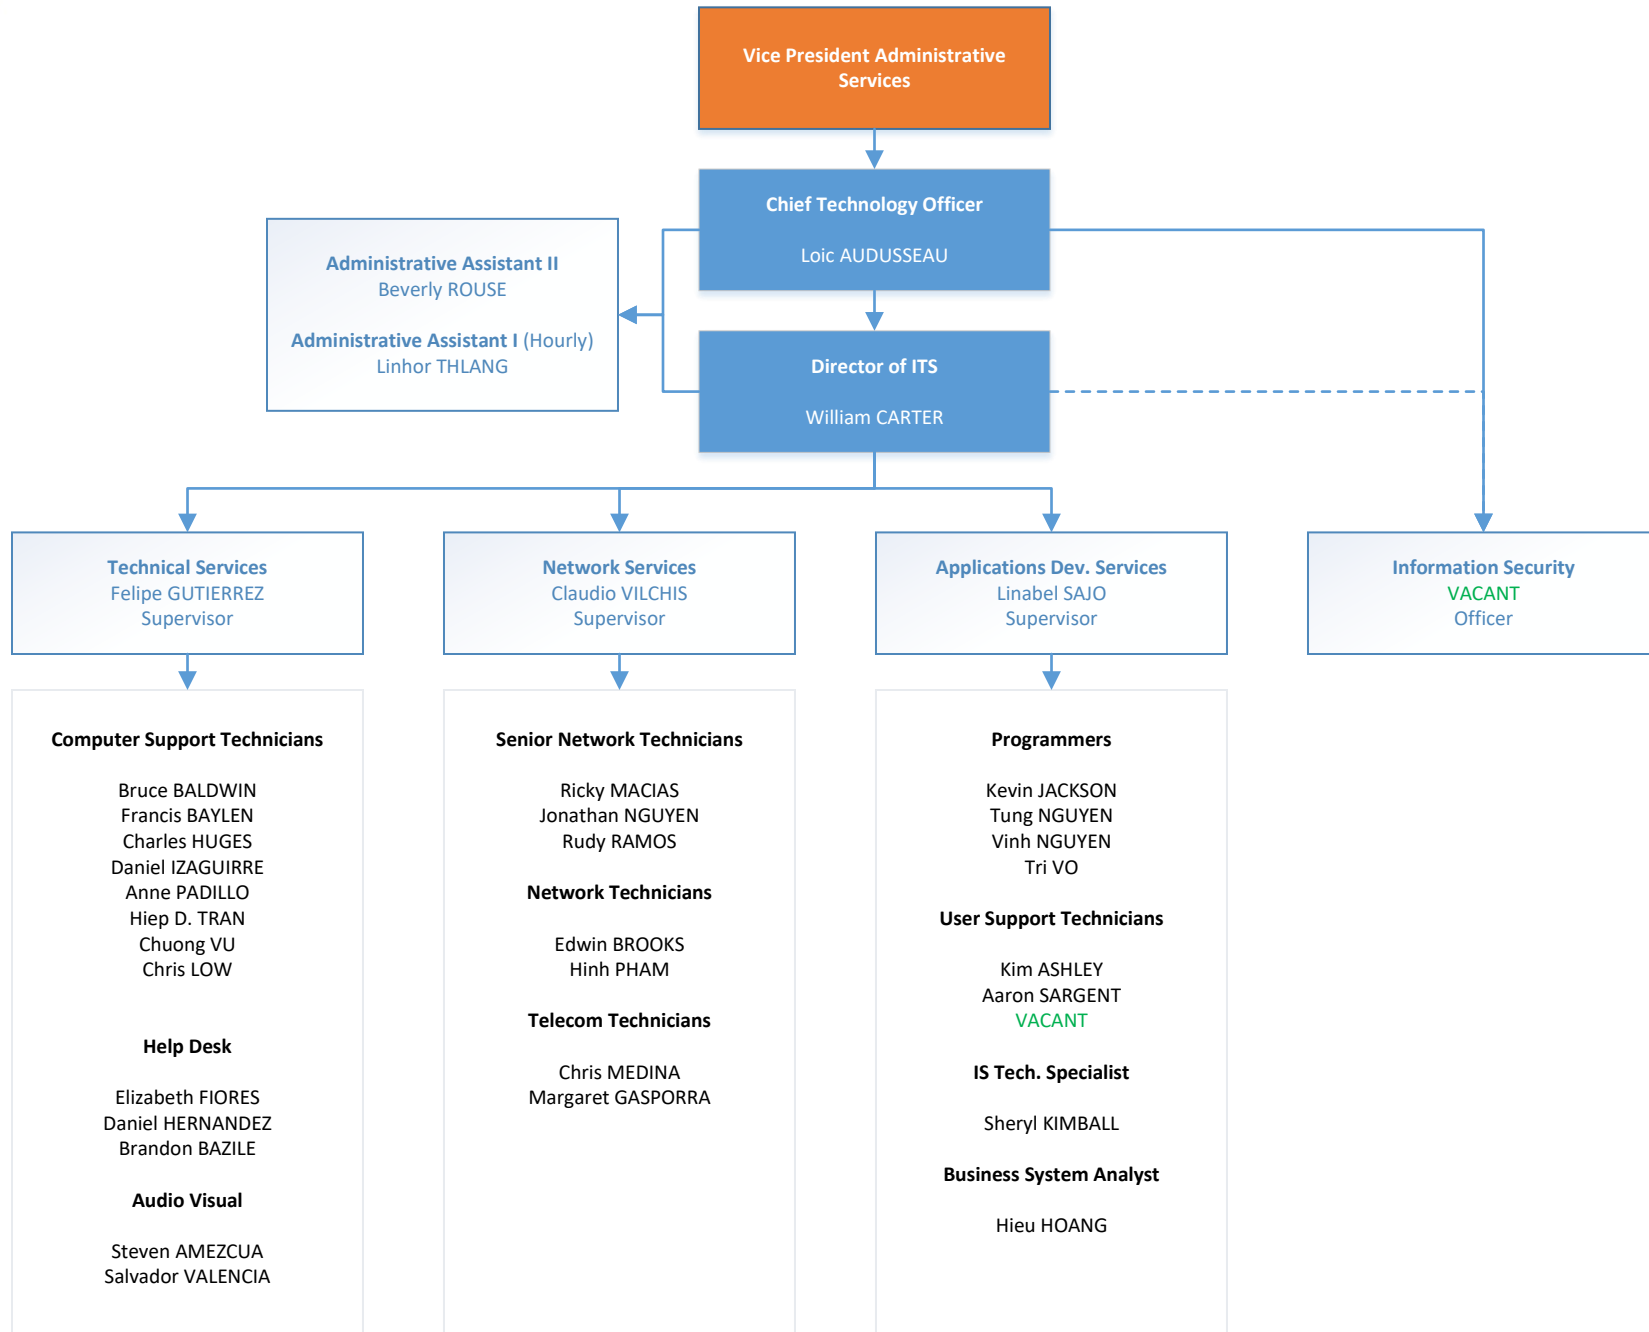 Vice President Administrative
Services
Chief Technology Officer
Loic AUDUSSEAU
Administrative Assistant II
Beverly ROUSE
Administrative Assistant I (Hourly)
Linhor THLANG
Director of ITS
William CARTER
Technical Services
Felipe GUTIERREZ
Supervisor
Network Services
Claudio VILCHIS
Supervisor
Applications Dev. Services
Linabel SAJO
Supervisor
Information Security
VACANT
Officer
Computer Support Technicians
Bruce BALDWIN
Francis BAYLEN
Charles HUGES
Daniel IZAGUIRRE
Anne PADILLO
Hiep D. TRAN
Chuong VU
Chris LOW
Help Desk
Elizabeth FIORES
Daniel HERNANDEZ
Brandon BAZILE
Audio Visual
Steven AMEZCUA
Salvador VALENCIA
Senior Network Technicians
Ricky MACIAS
Jonathan NGUYEN
Rudy RAMOS
Network Technicians
Edwin BROOKS
Hinh PHAM
Telecom Technicians
Chris MEDINA
Margaret GASPORRA
Programmers
Kevin JACKSON
Tung NGUYEN
Vinh NGUYEN
Tri VO
User Support Technicians
Kim ASHLEY
Aaron SARGENT
VACANT
IS Tech. Specialist
Sheryl KIMBALL
Business System Analyst
Hieu HOANG